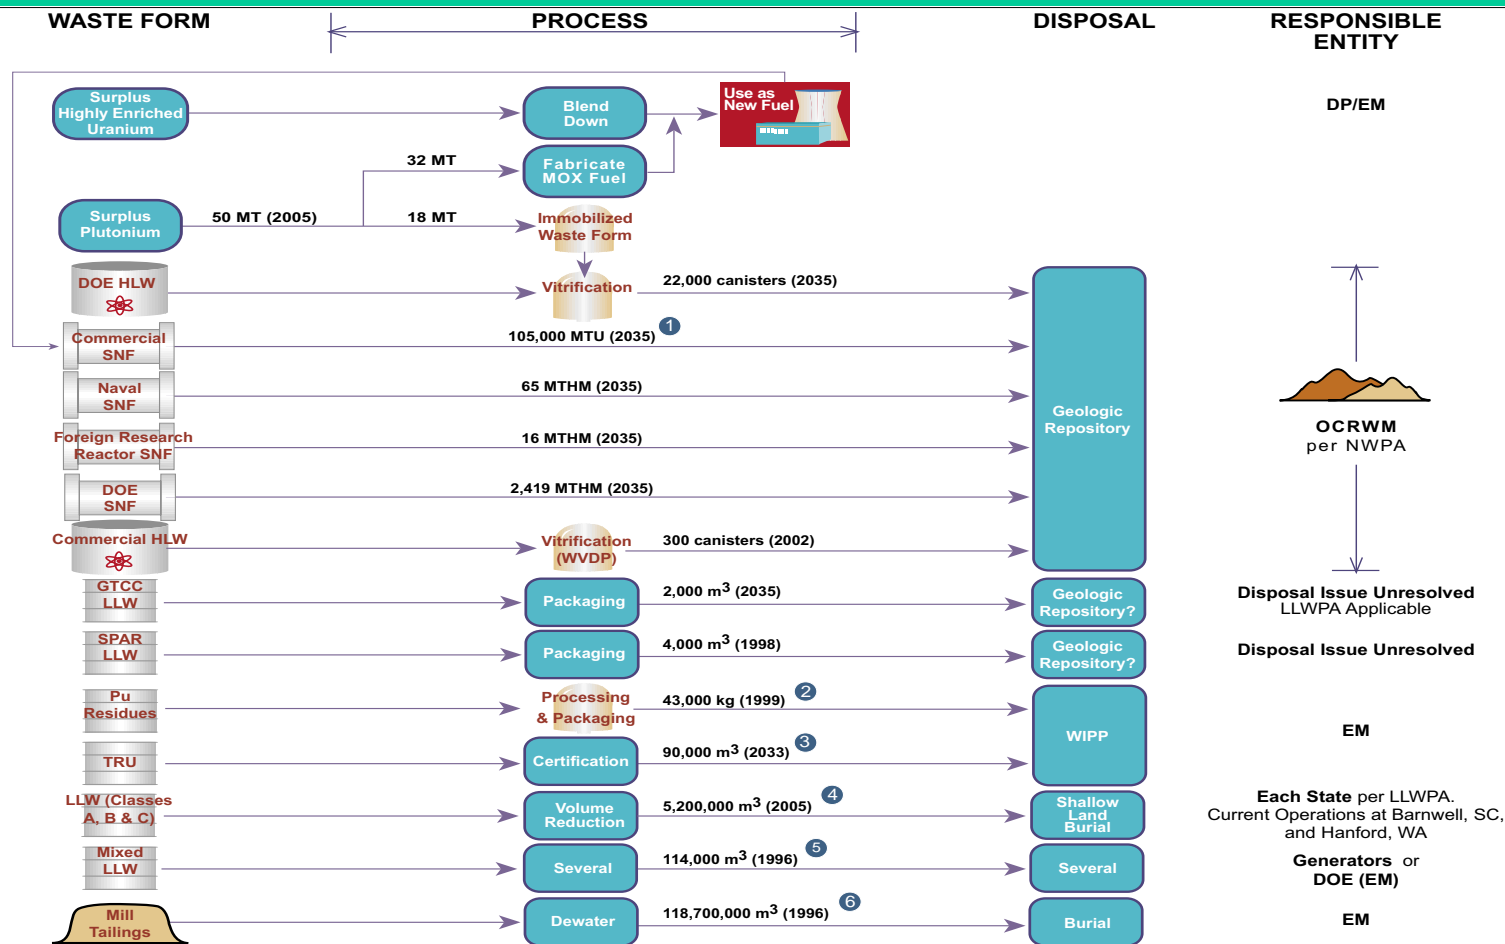 WASTE FORM
PROCESS
DISPOSAL
RESPONSIBLE
ENTITY
Surplus
Highly Enriched
Uranium
Blend
Down
Use as
New Fuel
DP/EM
32 MT
Fabricate
MOX Fuel
Surplus
Plutonium
50 MT (2005)
18 MT
Immobilized
Waste Form
DOE HLW
Vitrification
22,000 canisters (2035)
Commercial
SNF
105,000 MTU (2035) 1
Naval
SNF
65 MTHM (2035)
Foreign Research
Reactor SNF
16 MTHM (2035)
DOE
SNF
2,419 MTHM (2035)
Commercial HLW
Vitrification
(WVDP)
300 canisters (2002)
Geologic
Repository
OCRWM
per NWPA
GTCC
LLW
Packaging
2,000 m³ (2035)
Geologic
Repository?
Disposal Issue Unresolved
LLWPA Applicable
SPAR
LLW
Packaging
4,000 m³ (1998)
Geologic
Repository?
Disposal Issue Unresolved
Pu
Residues
Processing
& Packaging
43,000 kg (1999) 2
TRU
Certification
90,000 m³ (2033) 3
WIPP
EM
LLW (Classes
A, B & C)
Volume
Reduction
5,200,000 m³ (2005) 4
Shallow
Land
Burial
Each State per LLWPA.
Current Operations at Barnwell, SC,
and Hanford, WA
Mixed
LLW
Several
114,000 m³ (1996) 5
Several
Generators or
DOE (EM)
Mill
Tailings
Dewater
118,700,000 m³ (1996) 6
Burial
EM